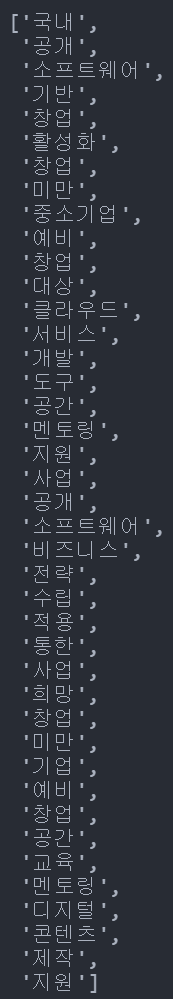 ['국내',
'공개',
'소프트웨어',
'기반',
'창업',
'활성화',
'창업',
'미만',
'중소기업',
'예비',
'창업',
'대상',
'클라우드',
'서비스',
'개발',
'도구',
'공간',
'멘토링',
'지원',
'사업',
'공개',
'소프트웨어',
'비즈니스',
'전략',
'수립',
'적용',
'통한',
'사업',
'희망',
'창업',
'미만',
'기업',
'예비',
'창업',
'공간',
'교육',
'멘토링',
'디지털',
'콘텐츠',
'제작',
'지원']